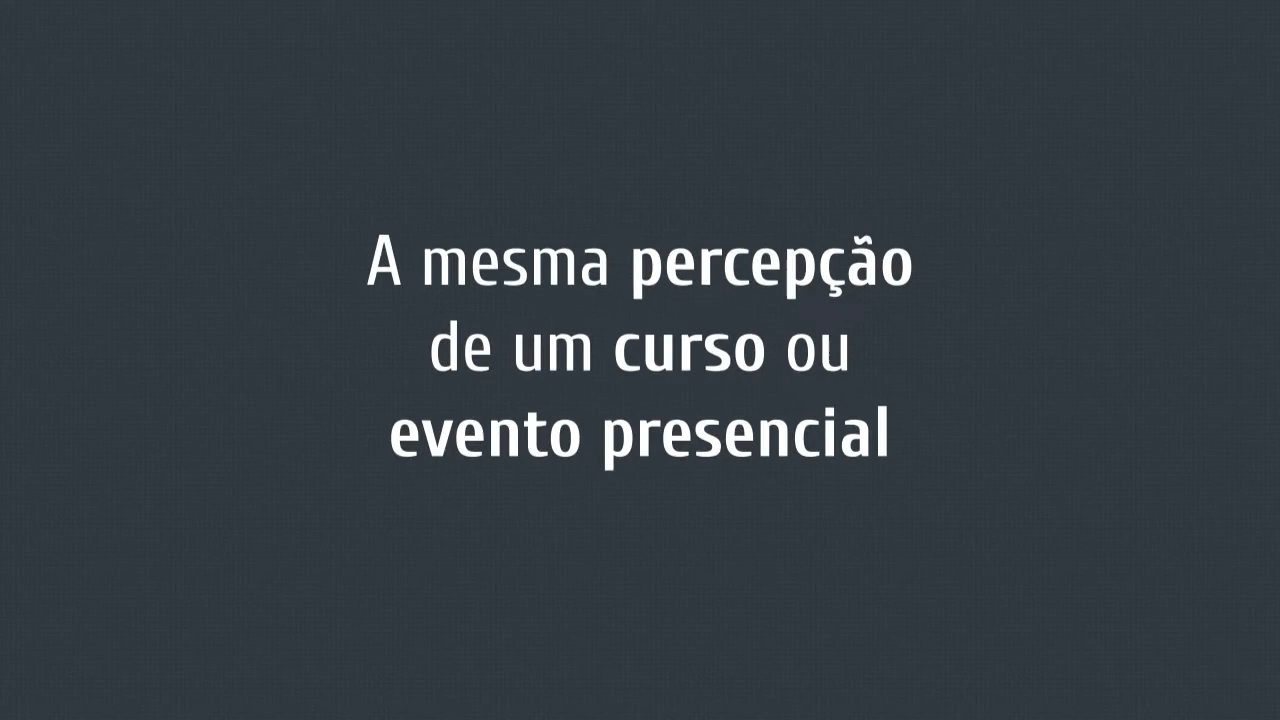 A mesma percepção
de um curso ou
evento presencial